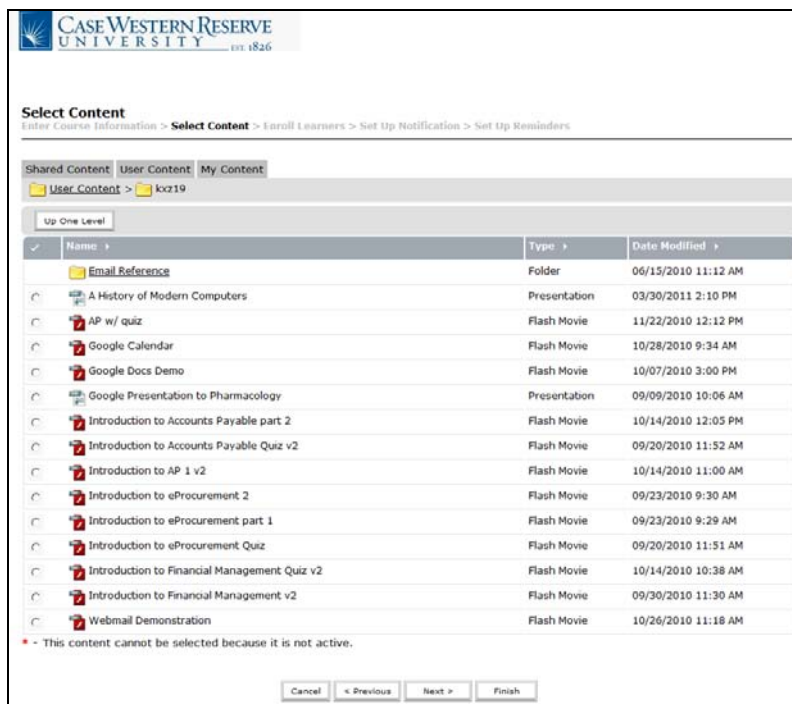 CASE WESTERN RESERVE
UNIVERSITY EST. 1826
Select Content
Enter Course Information > Select Content > Enroll Learners > Set Up Notification > Set Up Reminders
Shared Content User Content My Content
User Content > kxz19
Up One Level
Name Type Date Modified
Email Reference Folder 06/15/2010 11:12 AM
A History of Modern Computers Presentation 03/30/2011 2:10 PM
AP w/ quiz Flash Movie 11/22/2010 12:12 PM
Google Calendar Flash Movie 10/28/2010 9:34 AM
Google Docs Demo Flash Movie 10/07/2010 3:00 PM
Google Presentation to Pharmacology Presentation 09/09/2010 10:06 AM
Introduction to Accounts Payable part 2 Flash Movie 10/14/2010 12:05 PM
Introduction to Accounts Payable Quiz v2 Flash Movie 09/20/2010 11:52 AM
Introduction to AP 1 v2 Flash Movie 10/14/2010 11:00 AM
Introduction to eProcurement 2 Flash Movie 09/23/2010 9:30 AM
Introduction to eProcurement part 1 Flash Movie 09/23/2010 9:29 AM
Introduction to eProcurement Quiz Flash Movie 09/20/2010 11:51 AM
Introduction to Financial Management Quiz v2 Flash Movie 10/14/2010 10:38 AM
Introduction to Financial Management v2 Flash Movie 09/30/2010 11:30 AM
Webmail Demonstration Flash Movie 10/26/2010 11:18 AM
* - This content cannot be selected because it is not active.
Cancel < Previous Next > Finish